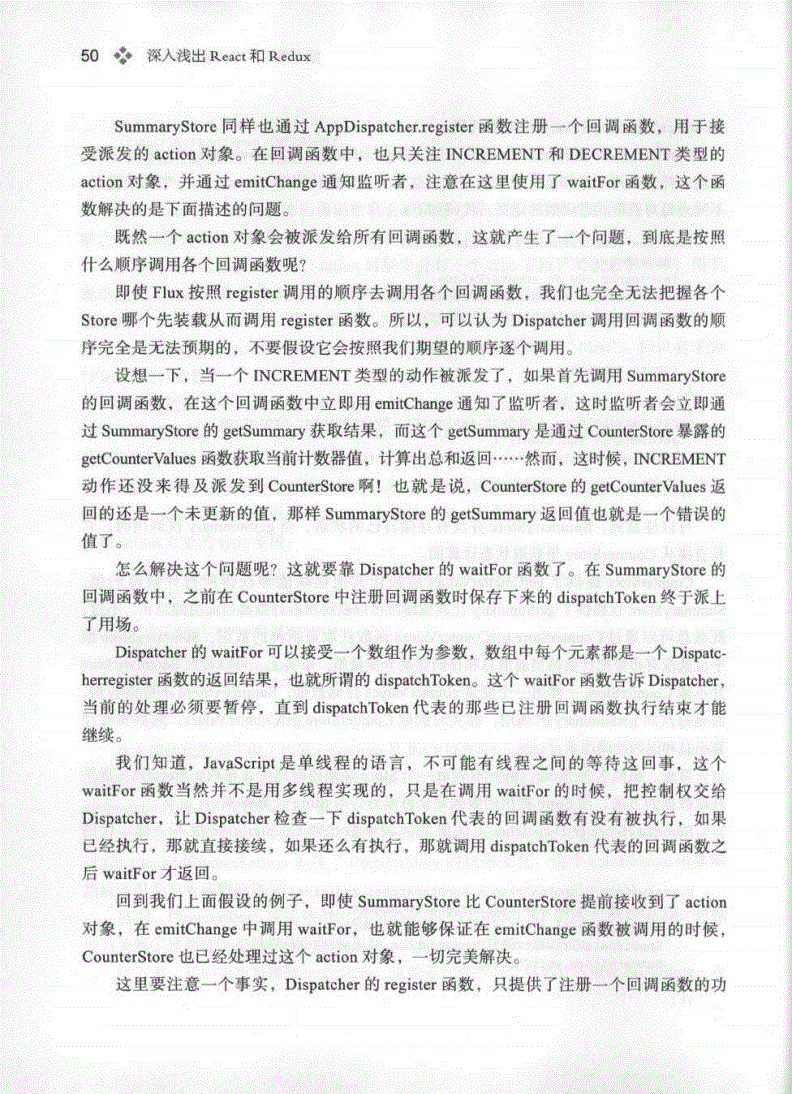 50 深入浅出 React 和 Redux
SummaryStore 同样也通过 AppDispatcher.register 函数注册一个回调函数，用于接
受派发的 action 对象。在回调函数中，也只关注 INCREMENT 和 DECREMENT 类型的
action 对象，并通过 emitChange 通知监听者，注意在这里使用了 waitFor 函数，这个函
数解决的是下面描述的问题。
既然一个 action 对象会被派发给所有回调函数，这就产生了一个问题，到底是按照
什么顺序调用各个回调函数呢？
即使 Flux 按照 register 调用的顺序去调用各个回调函数，我们也完全无法把握各个
Store 哪个先装载从而调用 register 函数。所以，可以认为 Dispatcher 调用回调函数的顺
序完全是无法预期的，不要假设它会按照我们期望的顺序逐个调用。
设想一下，当一个 INCREMENT 类型的动作被派发了，如果首先调用 SummaryStore
的回调函数，在这个回调函数中立即用 emitChange 通知了监听者，这时监听者会立即通
过 SummaryStore 的 getSummary 获取结果，而这个 getSummary 是通过 CounterStore 暴露的
getCounterValues 函数获取当前计数器值，计算出总和返回……然而，这时候，INCREMENT
动作还没来得及派发到 CounterStore 啊！也就是说，CounterStore 的 getCounterValues 返
回的还是一个未更新的值，那样 SummaryStore 的 getSummary 返回值也就是一个错误的
值了。
怎么解决这个问题呢？这就要靠 Dispatcher 的 waitFor 函数了。在 SummaryStore 的
回调函数中，之前在 CounterStore 中注册回调函数时保存下来的 dispatchToken 终于派上
了用场。
Dispatcher 的 waitFor 可以接受一个数组作为参数，数组中每个元素都是一个 Dispatc-
herregister 函数的返回结果，也就所谓的 dispatchToken。这个 waitFor 函数告诉 Dispatcher，
当前的处理必须要暂停，直到 dispatchToken 代表的那些已注册回调函数执行结束才能
继续。
我们知道，JavaScript 是单线程的语言，不可能有线程之间的等待这回事，这个
waitFor 函数当然并不是用多线程实现的，只是在调用 waitFor 的时候，把控制权交给
Dispatcher，让 Dispatcher 检查一下 dispatchToken 代表的回调函数有没有被执行，如果
已经执行，那就直接接续，如果还么有执行，那就调用 dispatchToken 代表的回调函数之
后 waitFor 才返回。
回到我们上面假设的例子，即使 SummaryStore 比 CounterStore 提前接收到了 action
对象，在 emitChange 中调用 waitFor，也就能够保证在 emitChange 函数被调用的时候，
CounterStore 也已经处理过这个 action 对象，一切完美解决。
这里要注意一个事实，Dispatcher 的 register 函数，只提供了注册一个回调函数的功